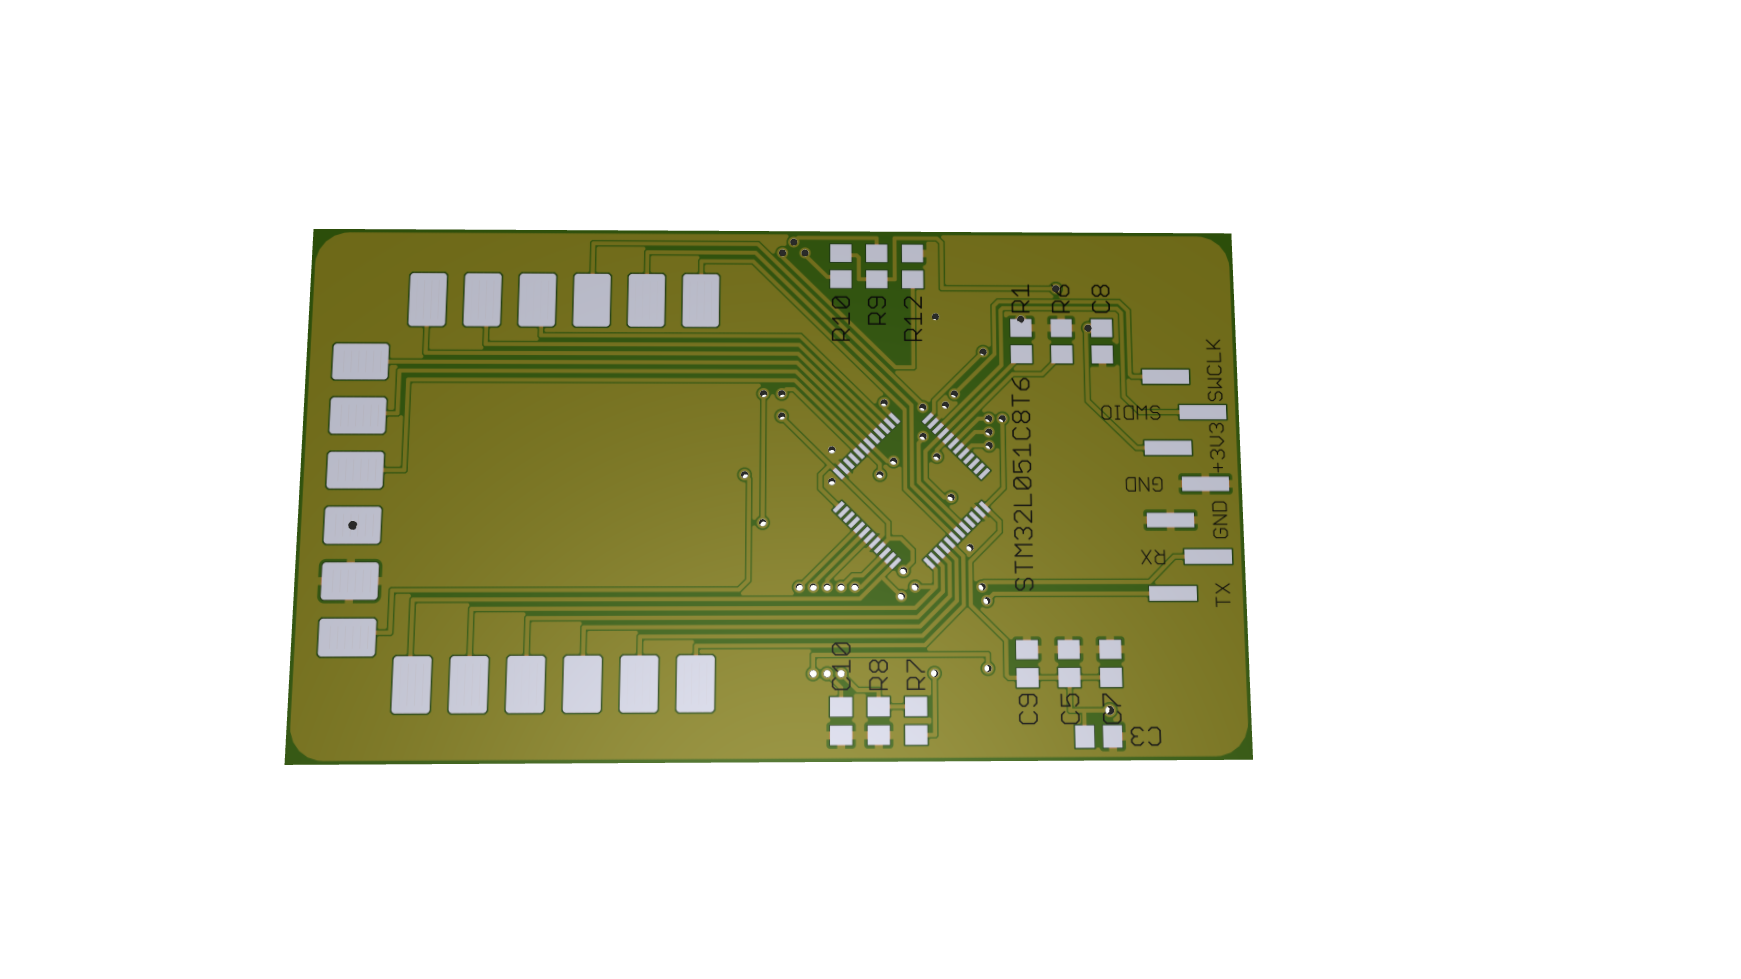 R10
R9
R12
R1
R6
C8
SWCLK
SWDIO
STM32L051C8T6
+3V3
GND
GND
RX
TX
C10
R8
R7
C9
C5
C7
C3